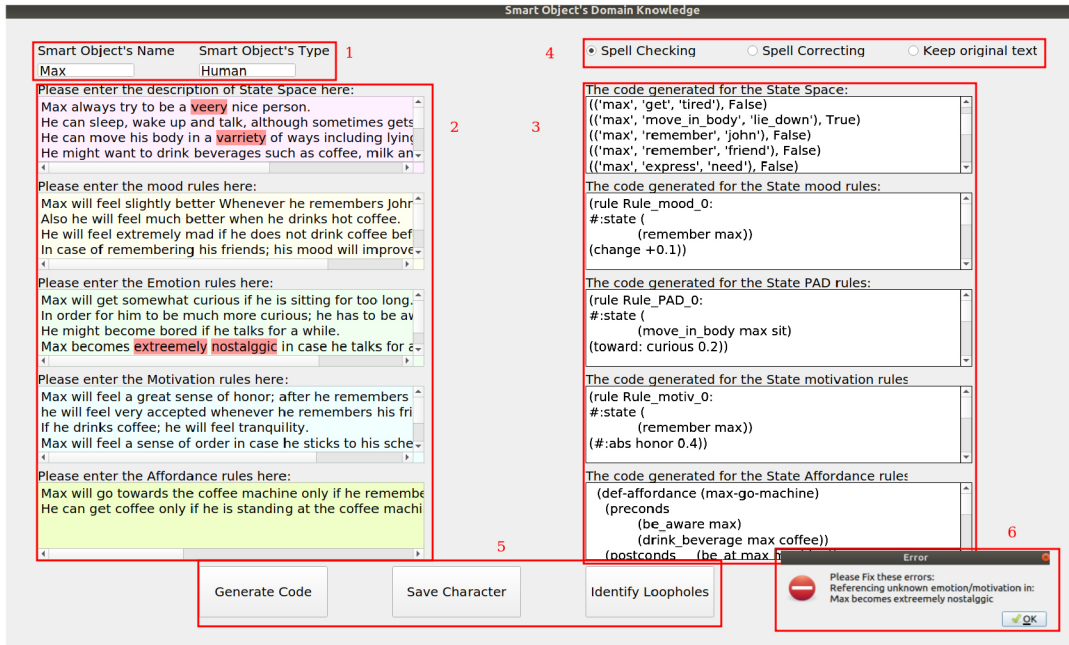 Smart Object's Domain Knowledge
Smart Object's Name Smart Object's Type 1
Max Human
4 Spell Checking Spell Correcting Keep original text
Please enter the description of State Space here:
Max always try to be a veery nice person.
He can sleep, wake up and talk, although sometimes gets
He can move his body in a varriety of ways including lying
He might want to drink beverages such as coffee, milk an
2
Please enter the mood rules here:
Max will feel slightly better Whenever he remembers John
Also he will feel much better when he drinks hot coffee.
He will feel extremely mad if he does not drink coffee bef
In case of remembering his friends; his mood will improve
Please enter the Emotion rules here:
Max will get somewhat curious if he is sitting for too long.
In order for him to be much more curious; he has to be aw
He might become bored if he talks for a while.
Max becomes extreemely nostalggic in case he talks for a
Please enter the Motivation rules here:
Max will feel a great sense of honor; after he remembers
he will feel very accepted whenever he remembers his fri
If he drinks coffee; he will feel tranquility.
Max will feel a sense of order in case he sticks to his sche
Please enter the Affordance rules here:
Max will go towards the coffee machine only if he remembe
He can get coffee only if he is standing at the coffee machi
3
The code generated for the State Space:
(('max', 'get', 'tired'), False)
(('max', 'move_in_body', 'lie_down'), True)
(('max', 'remember', 'john'), False)
(('max', 'remember', 'friend'), False)
(('max', 'express', 'need'), False)
The code generated for the State mood rules:
(rule Rule_mood_0:
#:state (
(remember max))
(change +0.1))
The code generated for the State PAD rules:
(rule Rule_PAD_0:
#:state (
(move_in_body max sit)
(toward: curious 0.2))
The code generated for the State motivation rules
(rule Rule_motiv_0:
#:state (
(remember max))
(#:abs honor 0.4))
The code generated for the State Affordance rules
(def-affordance (max-go-machine)
(preconds
(be_aware max)
(drink_beverage max coffee))
(postconds (be_at max
5
Generate Code Save Character Identify Loopholes
6
Error
Please Fix these errors:
Referencing unknown emotion/motivation in:
Max becomes extreemely nostalggic
OK